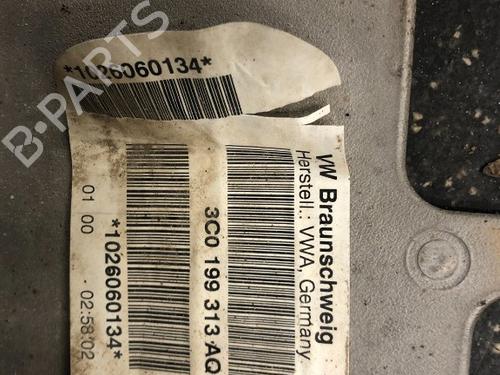 B-PARTS
*1026060134*
VW Braunschweig
Herstell.: VWA, Germany
3C0 199 313 AQ
*1026060134*
01 00
02:58:02